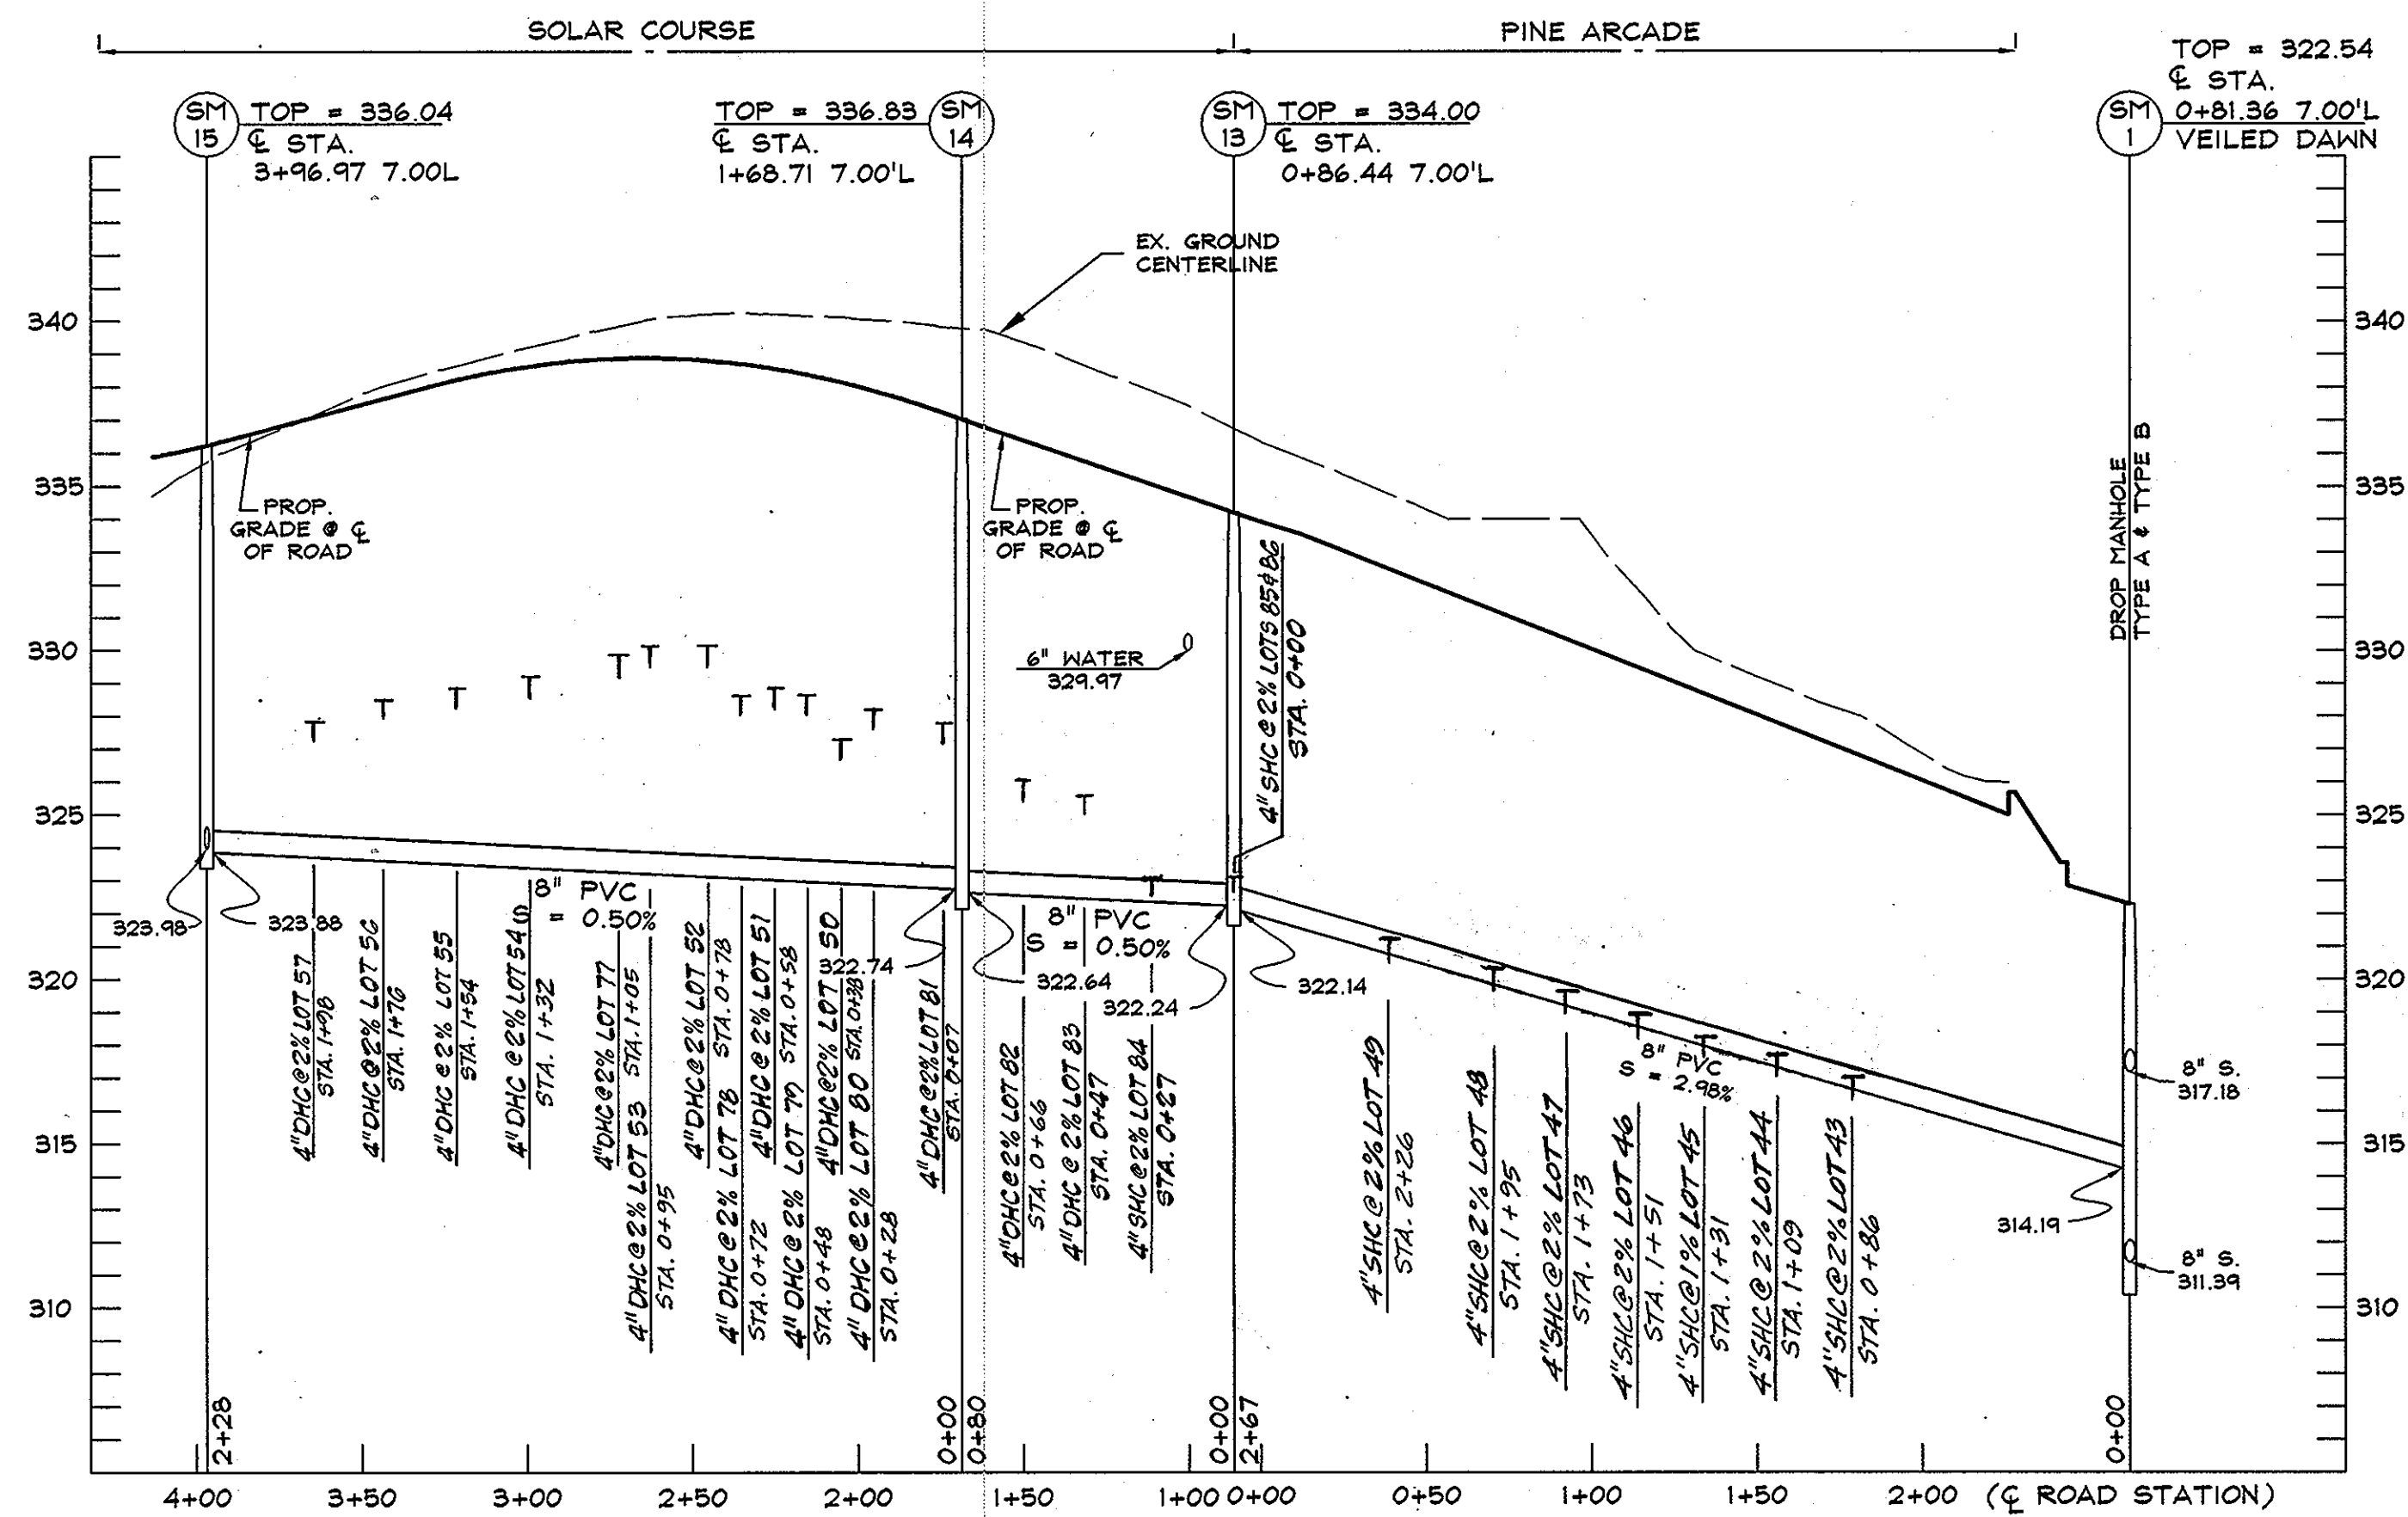 SOLAR COURSE
PINE ARCADE
SM
15
TOP = 336.04
℄ STA.
3+96.97 7.00L
TOP = 336.83
℄ STA.
1+68.71 7.00'L
SM
14
SM
13
TOP = 334.00
℄ STA.
0+86.44 7.00'L
SM
1
TOP = 322.54
℄ STA.
0+81.36 7.00'L
VEILED DAWN
EX. GROUND
CENTERLINE
340
335
330
325
320
315
310
340
335
330
325
320
315
310
PROP.
GRADE @ ℄
OF ROAD
PROP.
GRADE @ ℄
OF ROAD
6" WATER
329.97
4"SHC@2% LOTS 85&86
STA. 0+00
DROP MANHOLE
TYPE A & TYPE B
323.98
323.88
8" PVC
= 0.50%
322.74
322.64
8" PVC
S = 0.50%
322.24
322.14
8" PVC
S = 2.98%
314.19
8" S.
317.18
8" S.
311.39
4"DHC@2% LOT 57
STA. 1+98
4"DHC@2% LOT 56
STA. 1+76
4"DHC@2% LOT 55
STA. 1+54
4"DHC@2% LOT 54
STA. 1+32
4"DHC@2% LOT 77
STA. 1+05
4"DHC@2% LOT 53
STA. 0+95
4"DHC@2% LOT 52
STA. 0+78
4"DHC@2% LOT 78
STA. 0+72
4"DHC@2% LOT 51
STA. 0+58
4"DHC@2% LOT 79
STA. 0+48
4"DHC@2% LOT 50
STA. 0+38
4"DHC@2% LOT 80
STA. 0+28
4"DHC@2% LOT 81
STA. 0+07
4"DHC@2% LOT 82
STA. 0+66
4"DHC@2% LOT 83
STA. 0+47
4"SHC@2% LOT 84
STA. 0+27
4"SHC@2% LOT 49
STA. 2+26
4"SHC@2% LOT 48
STA. 1+95
4"SHC@2% LOT 47
STA. 1+73
4"SHC@2% LOT 46
STA. 1+51
4"SHC@1% LOT 45
STA. 1+31
4"SHC@2% LOT 44
STA. 1+09
4"SHC@2% LOT 43
STA. 0+86
2+28
0+00
0+80
0+00
2+67
0+00
4+00 3+50 3+00 2+50 2+00 1+50 1+00 0+00 0+50 1+00 1+50 2+00 (℄ ROAD STATION)